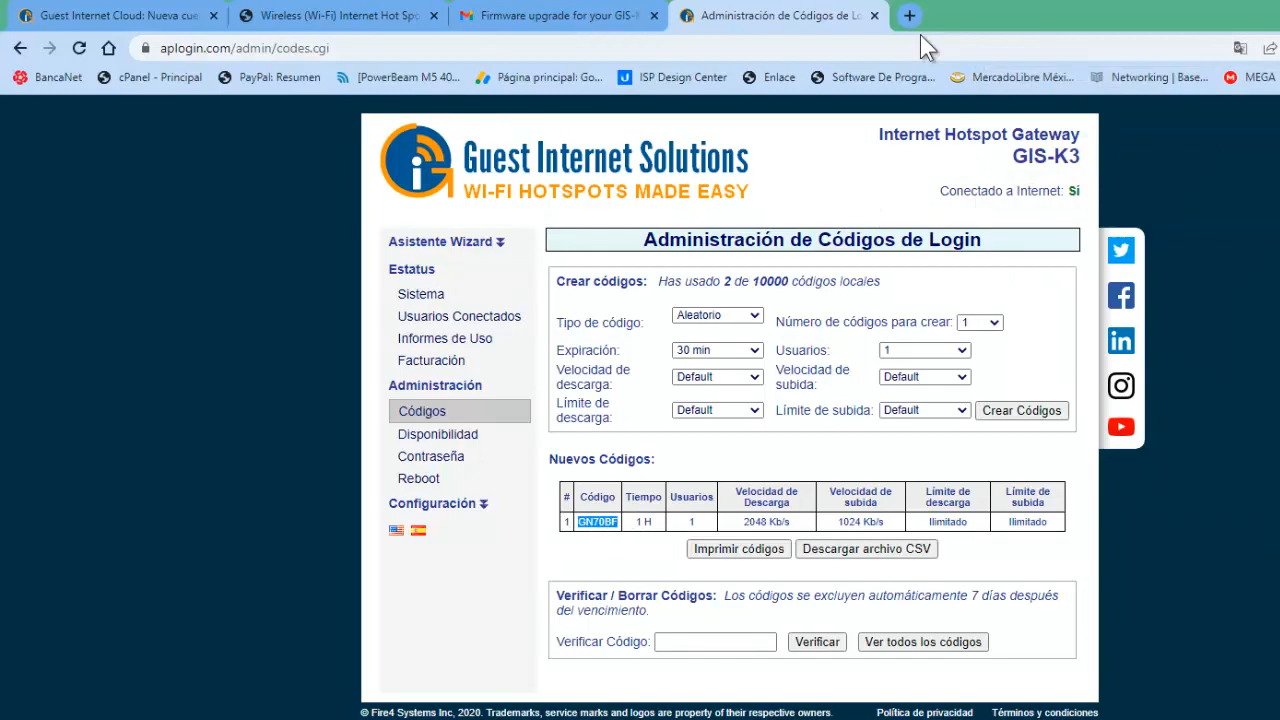 Guest Internet Cloud: Nueva cue
Wireless (Wi-Fi) Internet Hot Spo
Firmware upgrade for your GIS-
Administración de Códigos de Lo
aplogin.com/admin/codes.cgi
BancaNet
cPanel - Principal
PayPal: Resumen
[PowerBeam M5 40...
Página principal: Go...
ISP Design Center
Enlace
Software De Progra...
MercadoLibre Méxi...
Networking | Base...
MEGA
Guest Internet Solutions
WI-FI HOTSPOTS MADE EASY
Internet Hotspot Gateway
GIS-K3
Conectado a Internet: Sí
Asistente Wizard
Estatus
Sistema
Usuarios Conectados
Informes de Uso
Facturación
Administración
Códigos
Disponibilidad
Contraseña
Reboot
Configuración
Administración de Códigos de Login
Crear códigos: Has usado 2 de 10000 códigos locales
Tipo de código: Aleatorio Número de códigos para crear: 1
Expiración: 30 min Usuarios: 1
Velocidad de descarga: Default Velocidad de subida: Default
Límite de descarga: Default Límite de subida: Default Crear Códigos
Nuevos Códigos:
# Código Tiempo Usuarios Velocidad de Descarga Velocidad de subida Límite de descarga Límite de subida
1 GN70BF 1 H 1 2048 Kb/s 1024 Kb/s Ilimitado Ilimitado
Imprimir códigos Descargar archivo CSV
Verificar / Borrar Códigos: Los códigos se excluyen automáticamente 7 días después
del vencimiento.
Verificar Código: Verificar Ver todos los códigos
© Fire4 Systems Inc, 2020. Trademarks, service marks and logos are property of their respective owners. Política de privacidad Términos y condiciones